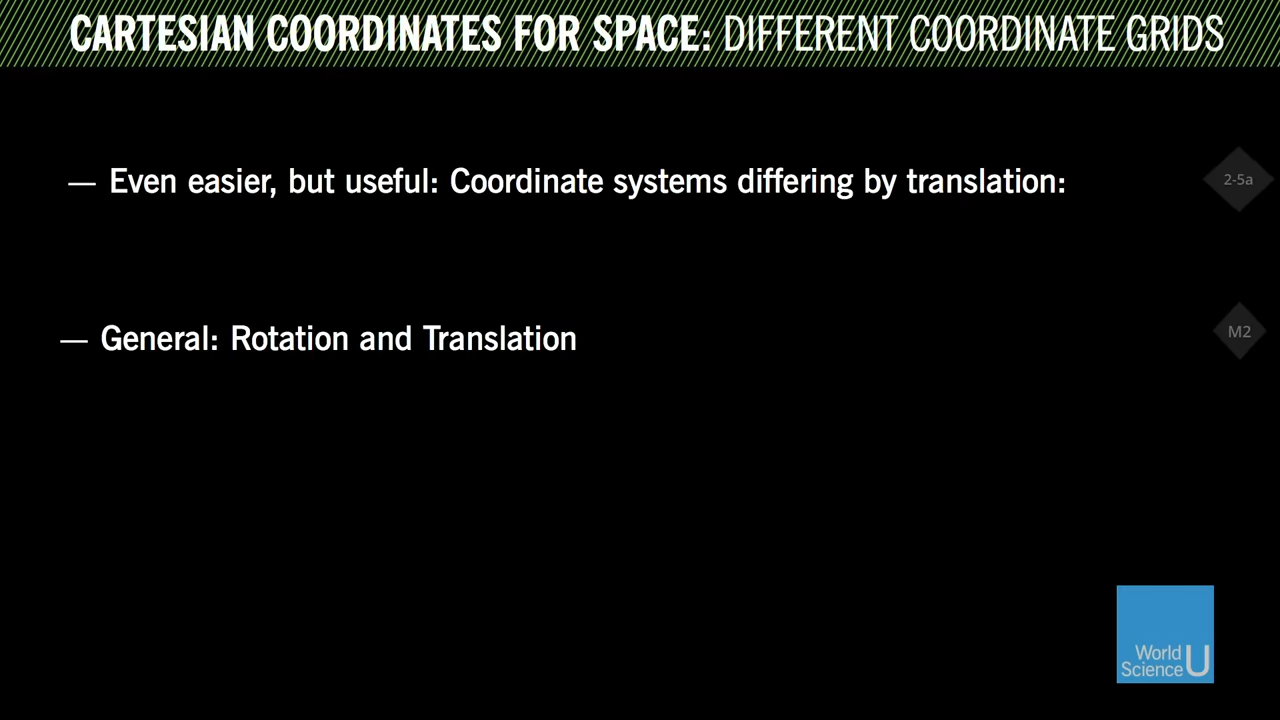 CARTESIAN COORDINATES FOR SPACE: DIFFERENT COORDINATE GRIDS
— Even easier, but useful: Coordinate systems differing by translation:
2-5a
— General: Rotation and Translation
M2
World
Science U